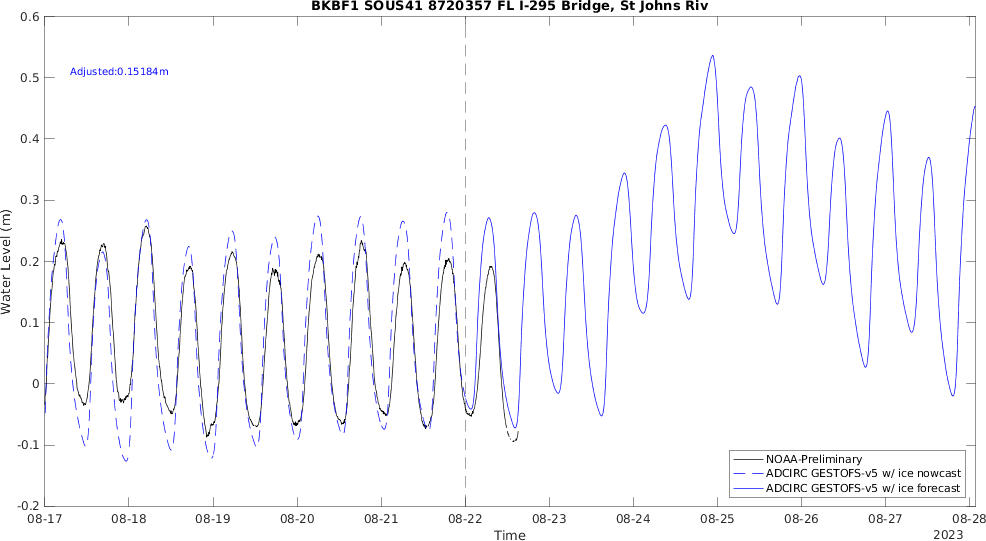 BKBF1 SOUS41 8720357 FL I-295 Bridge, St Johns Riv
0.6
0.5
0.4
0.3
0.2
0.1
0
-0.1
-0.2
Water Level (m)
Adjusted:0.15184m
NOAA-Preliminary
ADCIRC GESTOFS-v5 w/ ice nowcast
ADCIRC GESTOFS-v5 w/ ice forecast
08-17 08-18 08-19 08-20 08-21 08-22 08-23 08-24 08-25 08-26 08-27 08-28
Time
2023